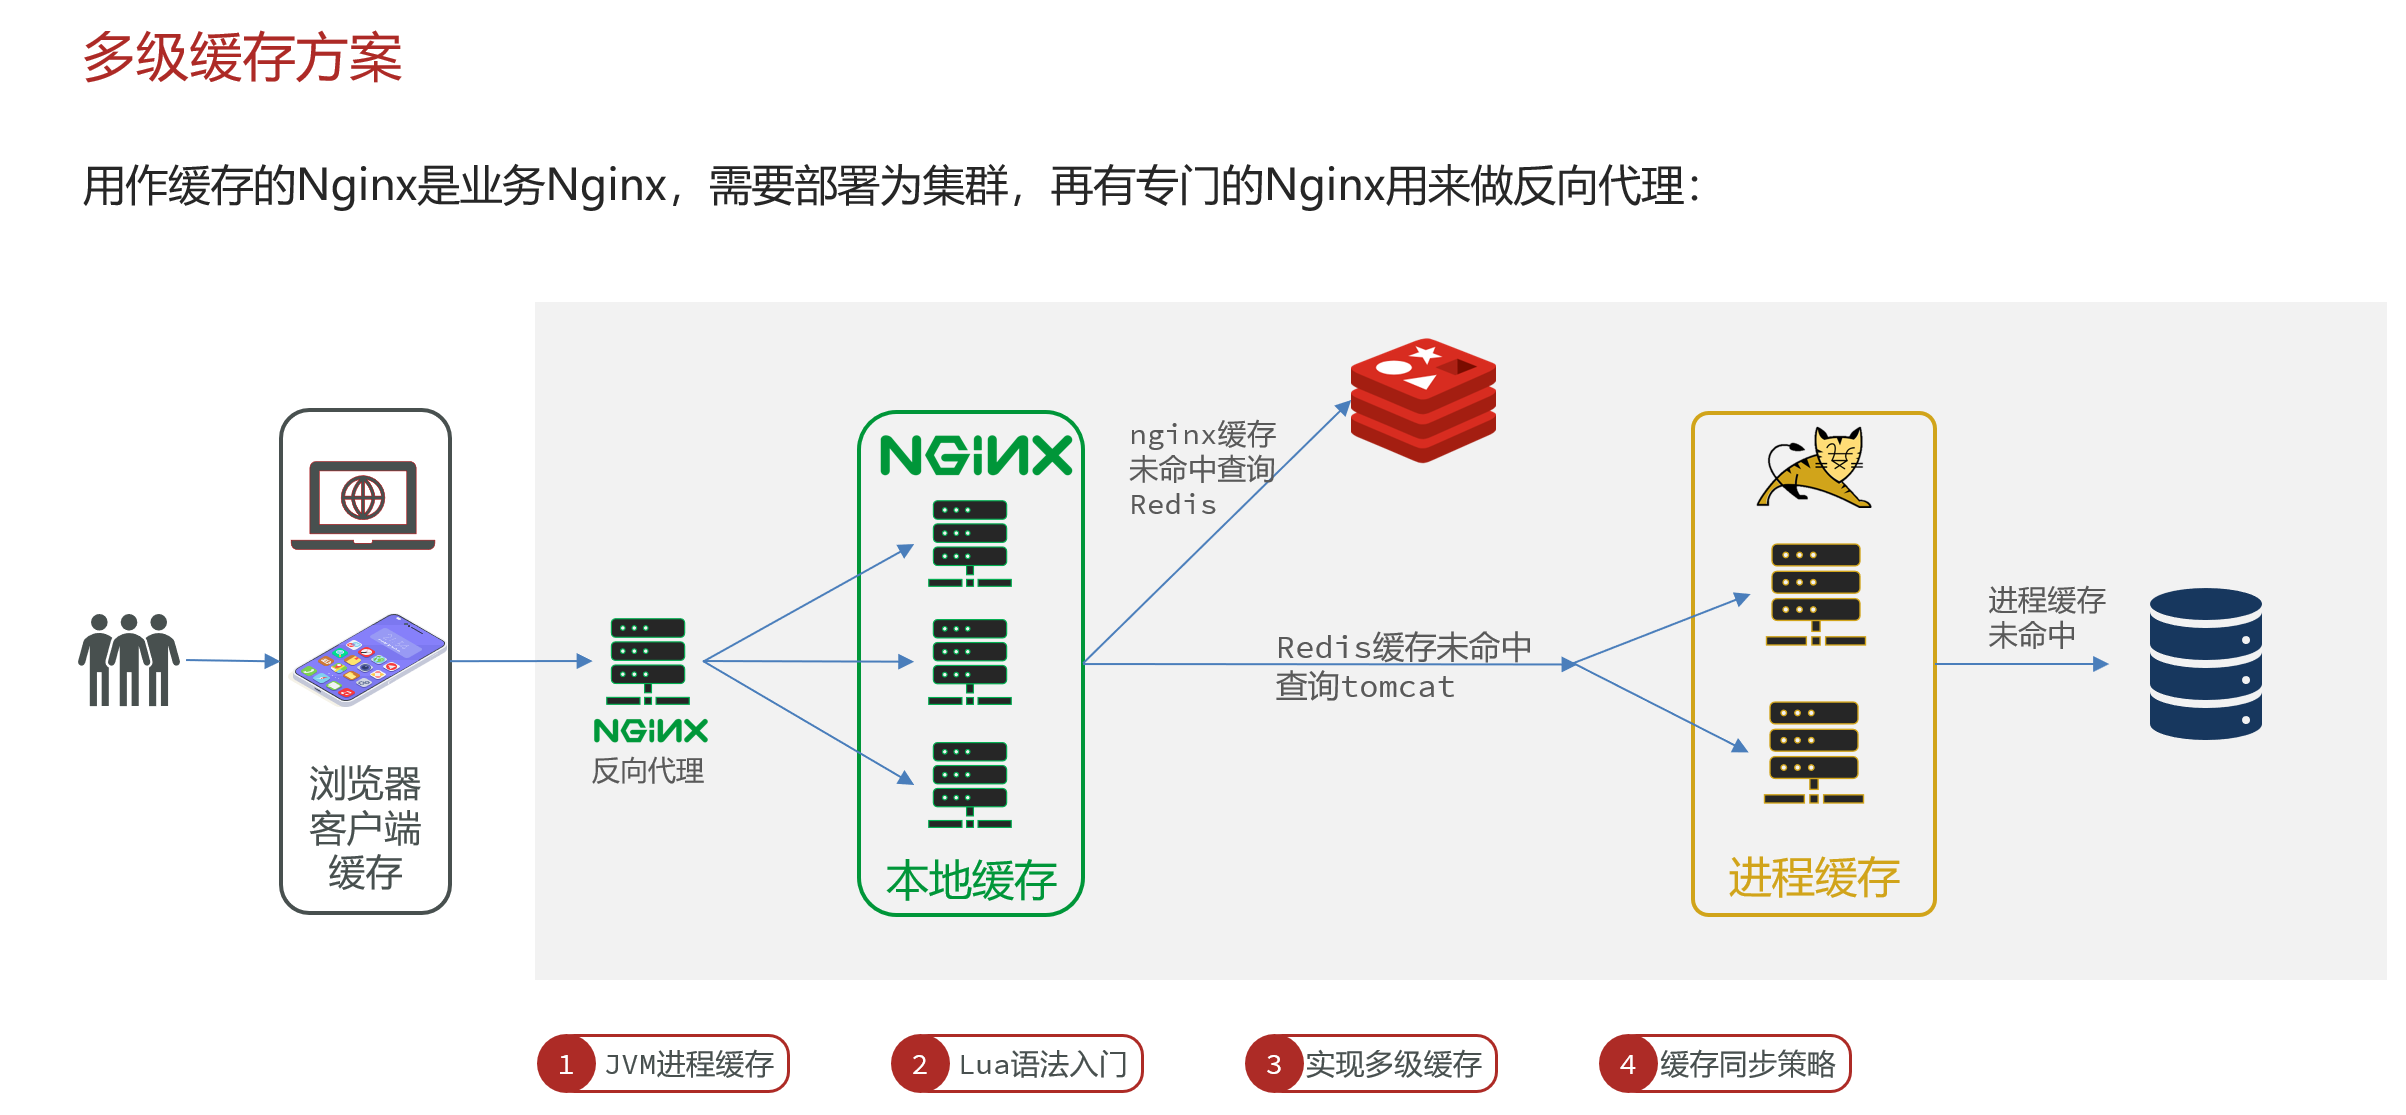 多级缓存方案
用作缓存的Nginx是业务Nginx，需要部署为集群，再有专门的Nginx用来做反向代理：
浏览器
客户端
缓存
NGINX
反向代理
NGINX
本地缓存
nginx缓存
未命中查询
Redis
Redis缓存未命中
查询tomcat
进程缓存
进程缓存
未命中
1 JVM进程缓存
2 Lua语法入门
3 实现多级缓存
4 缓存同步策略